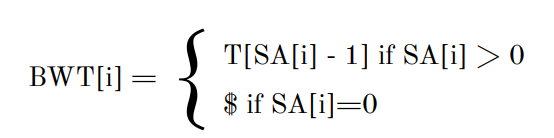 BWT[i] = { T[SA[i] - 1] if SA[i] > 0
$ if SA[i]=0